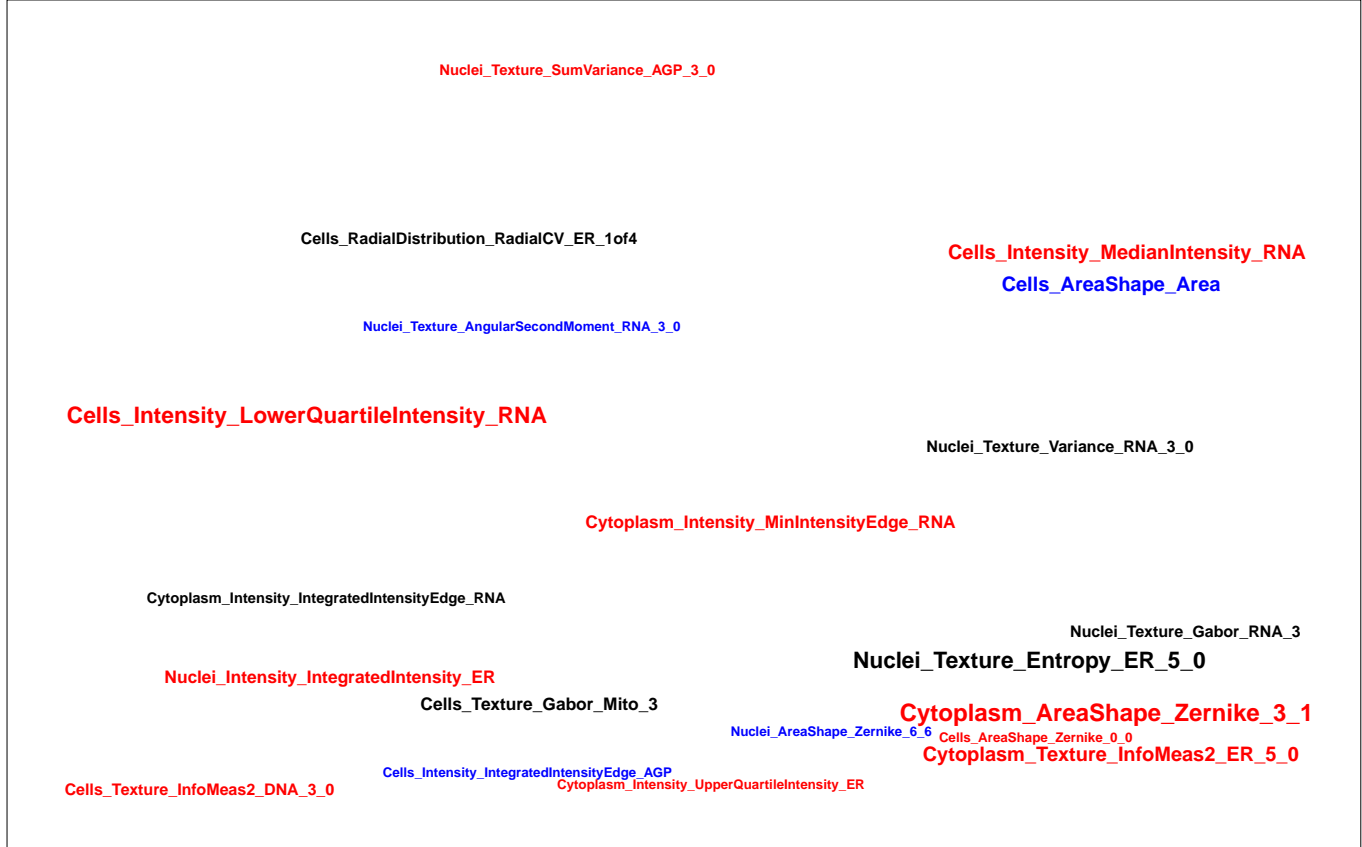 Nuclei_Texture_SumVariance_AGP_3_0
Cells_RadialDistribution_RadialCV_ER_1of4
Cells_Intensity_MedianIntensity_RNA
Cells_AreaShape_Area
Nuclei_Texture_AngularSecondMoment_RNA_3_0
Cells_Intensity_LowerQuartileIntensity_RNA
Nuclei_Texture_Variance_RNA_3_0
Cytoplasm_Intensity_MinIntensityEdge_RNA
Cytoplasm_Intensity_IntegratedIntensityEdge_RNA
Nuclei_Texture_Gabor_RNA_3
Nuclei_Texture_Entropy_ER_5_0
Nuclei_Intensity_IntegratedIntensity_ER
Cells_Texture_Gabor_Mito_3
Cytoplasm_AreaShape_Zernike_3_1
Nuclei_AreaShape_Zernike_6_6
Cells_AreaShape_Zernike_0_0
Cytoplasm_Texture_InfoMeas2_ER_5_0
Cells_Intensity_IntegratedIntensityEdge_AGP
Cytoplasm_Intensity_UpperQuartileIntensity_ER
Cells_Texture_InfoMeas2_DNA_3_0